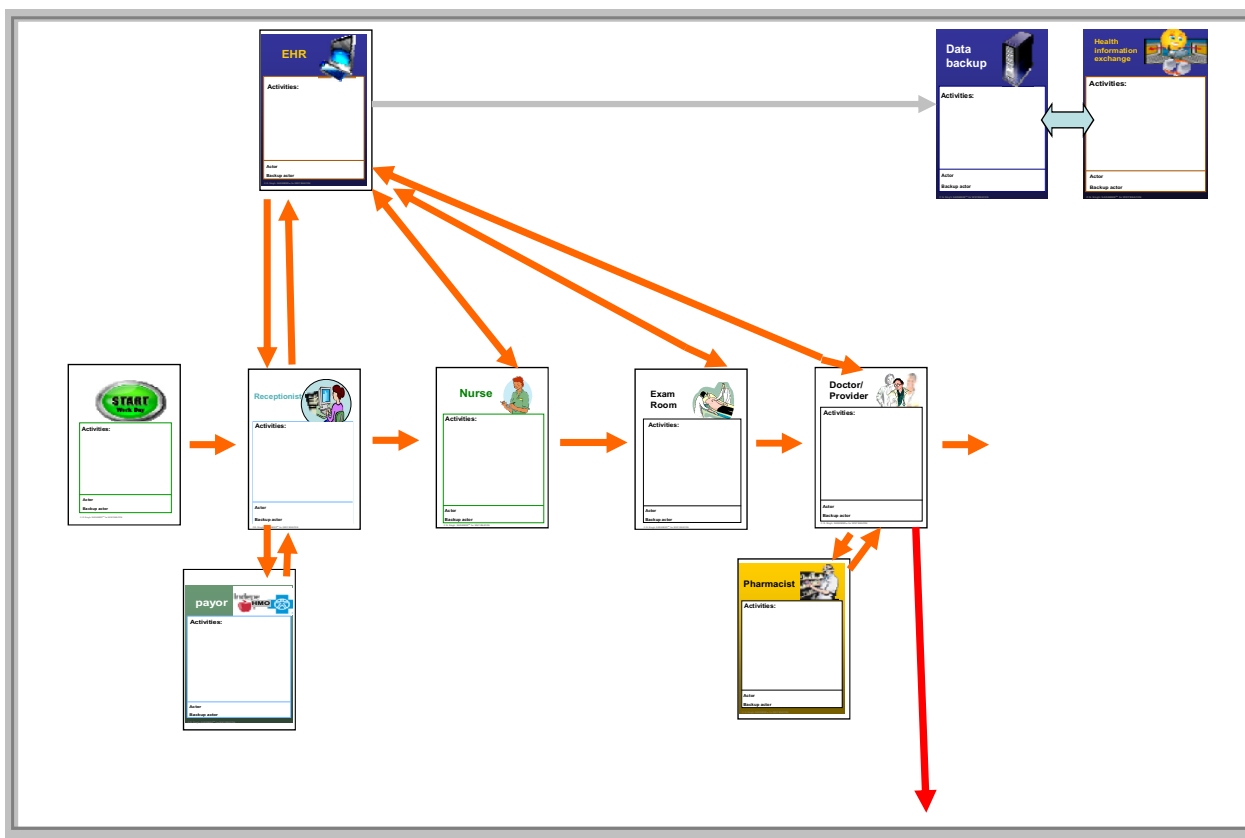 EHR
Activities:
Actor
Backup actor
Data
backup
Activities:
Actor
Backup actor
Health
information
exchange
Activities:
Actor
Backup actor
START
Work Day
Activities:
Actor
Backup actor
Receptionist
Activities:
Actor
Backup actor
Nurse
Activities:
Actor
Backup actor
Exam
Room
Activities:
Actor
Backup actor
Doctor/
Provider
Activities:
Actor
Backup actor
payor
HMO
Activities:
Actor
Backup actor
Pharmacist
Activities:
Actor
Backup actor